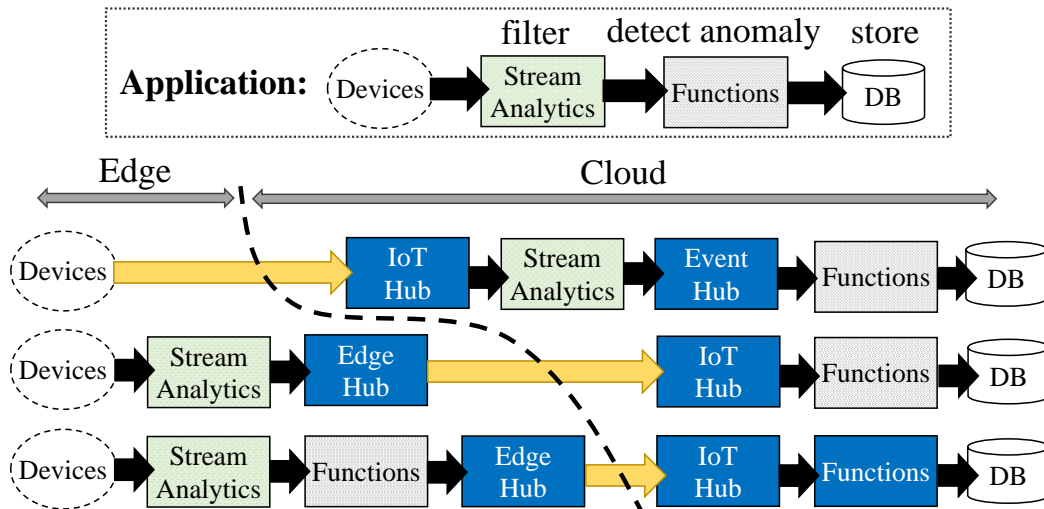 filter detect anomaly store
Application: Devices Stream Analytics Functions DB
Edge Cloud
Devices IoT Hub Stream Analytics Event Hub Functions DB
Devices Stream Analytics Edge Hub IoT Hub Functions DB
Devices Stream Analytics Functions Edge Hub IoT Hub Functions DB